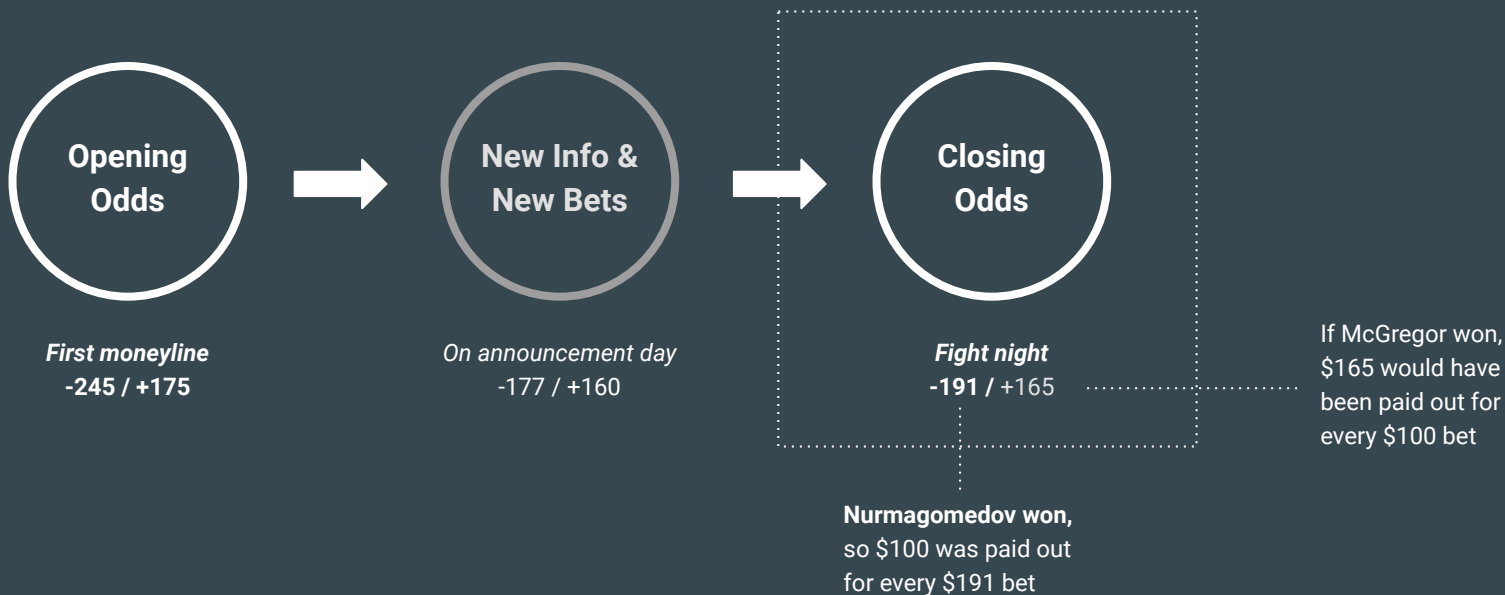 Opening
Odds
New Info &
New Bets
Closing
Odds
First moneyline
-245 / +175
On announcement day
-177 / +160
Fight night
-191 / +165
If McGregor won,
$165 would have
been paid out for
every $100 bet
Nurmagomedov won,
so $100 was paid out
for every $191 bet